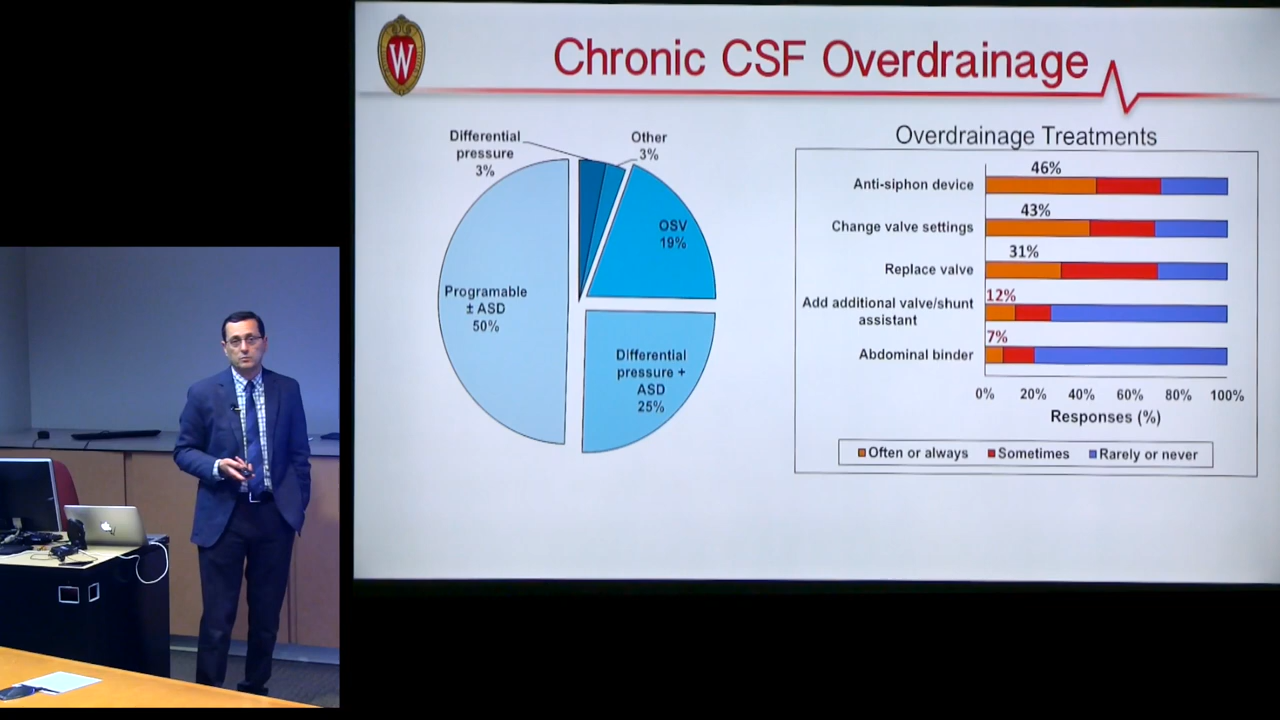 W
Chronic CSF Overdrainage
Differential
pressure
3%
Other
3%
OSV
19%
Programable
± ASD
50%
Differential
pressure +
ASD
25%
Overdrainage Treatments
Anti-siphon device
46%
Change valve settings
43%
Replace valve
31%
Add additional valve/shunt
assistant
12%
Abdominal binder
7%
0% 20% 40% 60% 80% 100%
Responses (%)
Often or always Sometimes Rarely or never